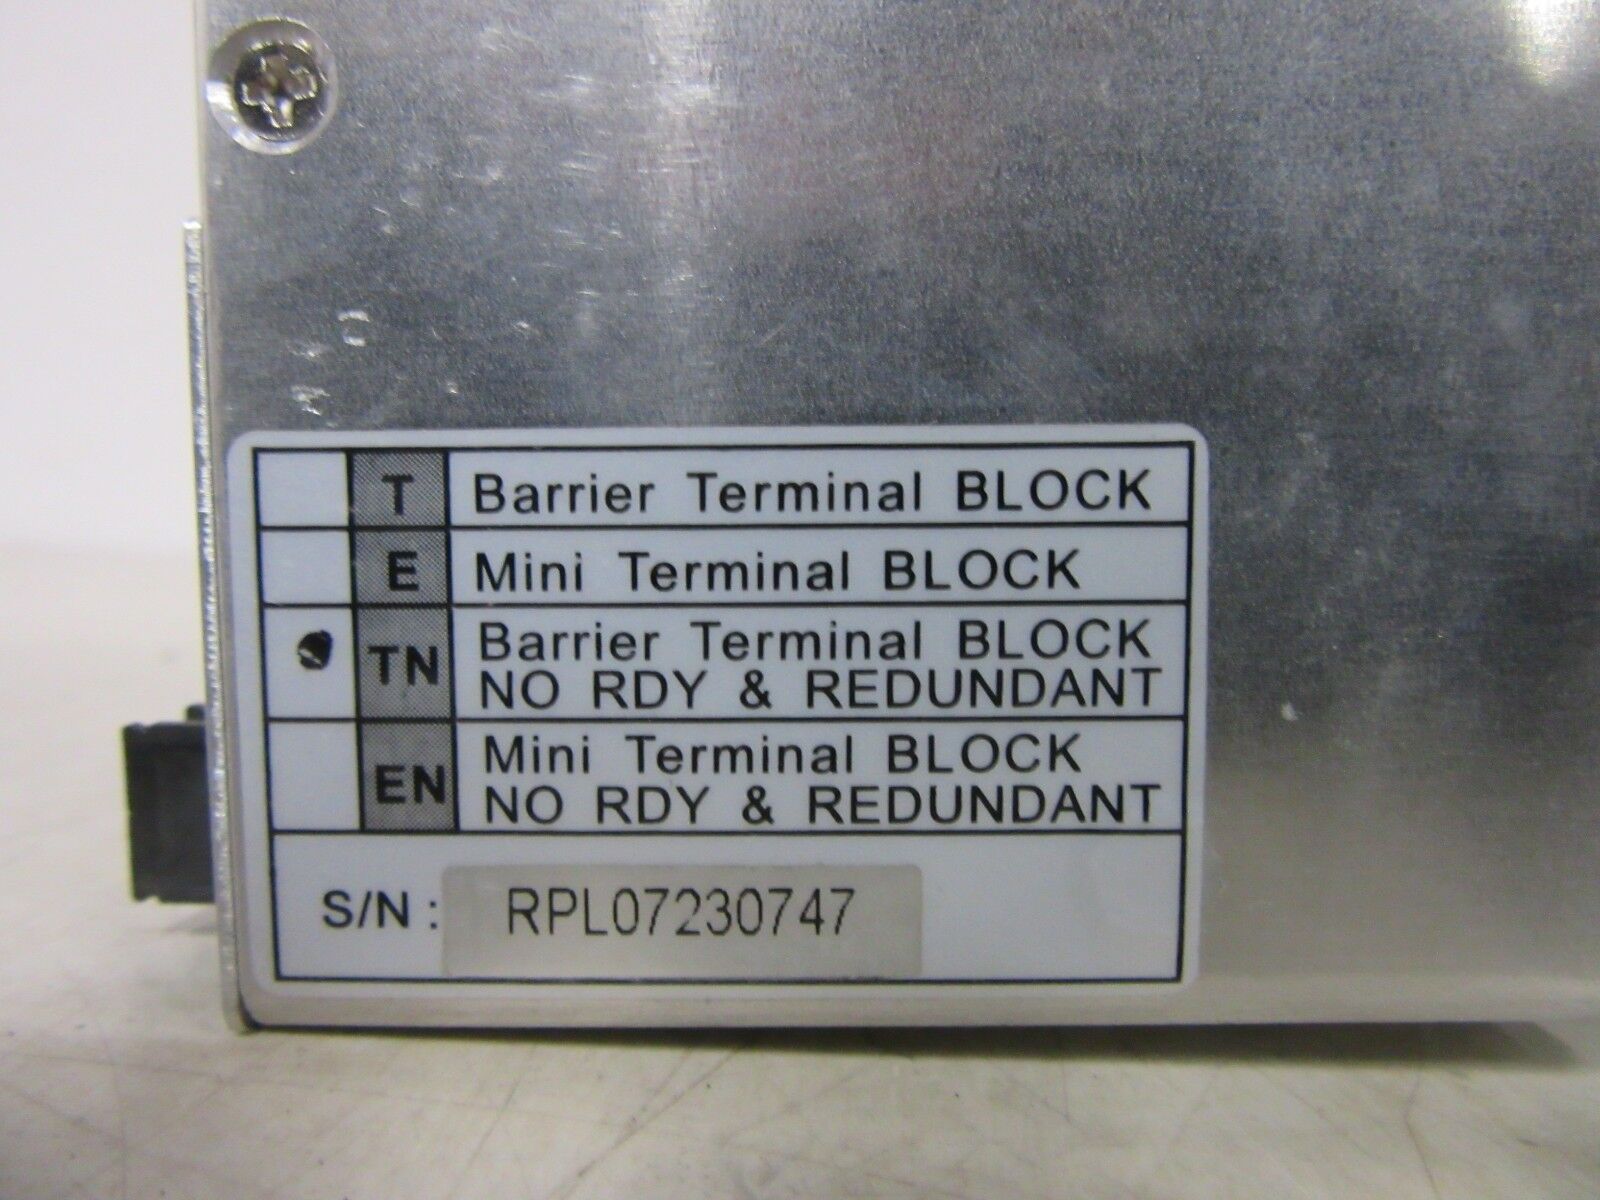 T Barrier Terminal BLOCK
E Mini Terminal BLOCK
TN Barrier Terminal BLOCK
NO RDY & REDUNDANT
EN Mini Terminal BLOCK
NO RDY & REDUNDANT
S/N : RPL07230747